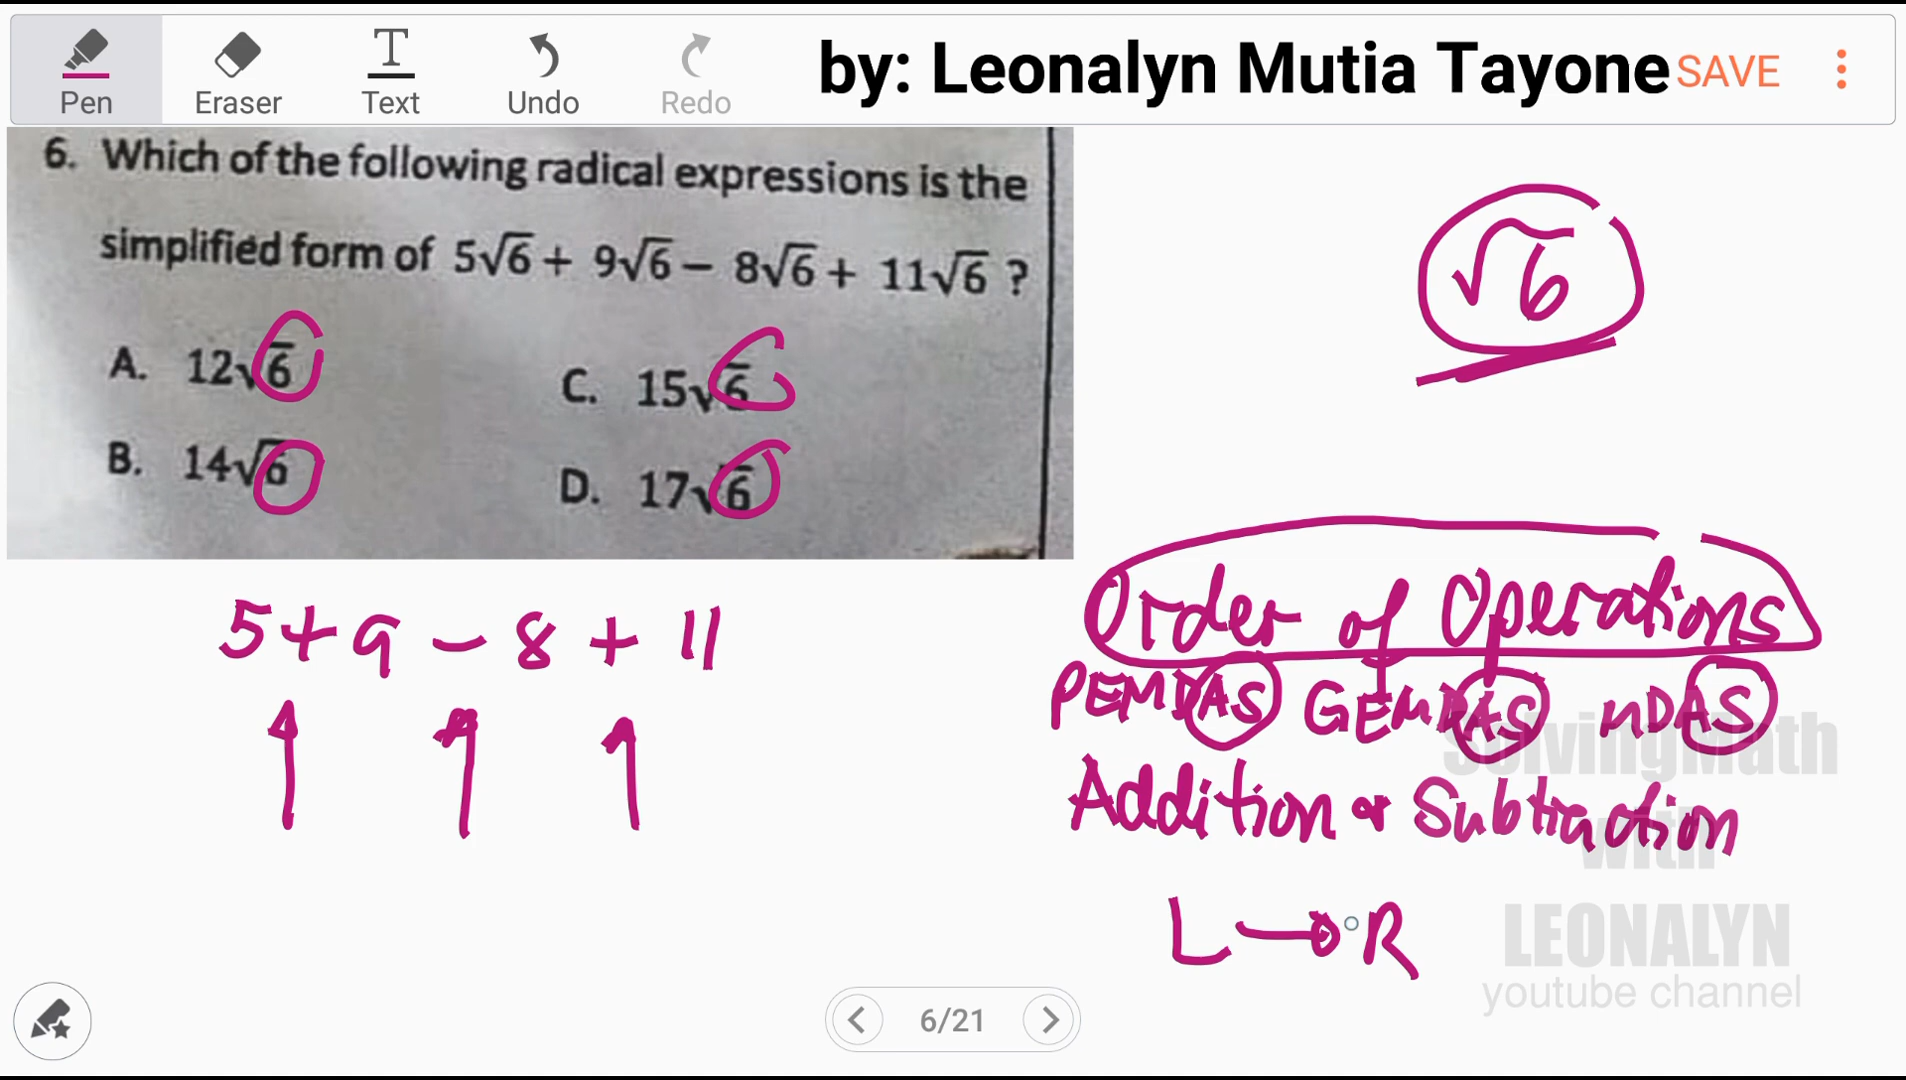 Pen
Eraser
Text
Undo
Redo
by: Leonalyn Mutia Tayone
SAVE
6. Which of the following radical expressions is the
simplified form of 5√6 + 9√6 − 8√6 + 11√6 ?
A. 12√6
C. 15√6
B. 14√6
D. 17√6
√6
5+9 − 8 + 11
Order of Operations
PEMDAS GEMDAS MDAS
Addition or Subtraction
L → R
SolvingMath
with
LEONALYN
youtube channel
6/21